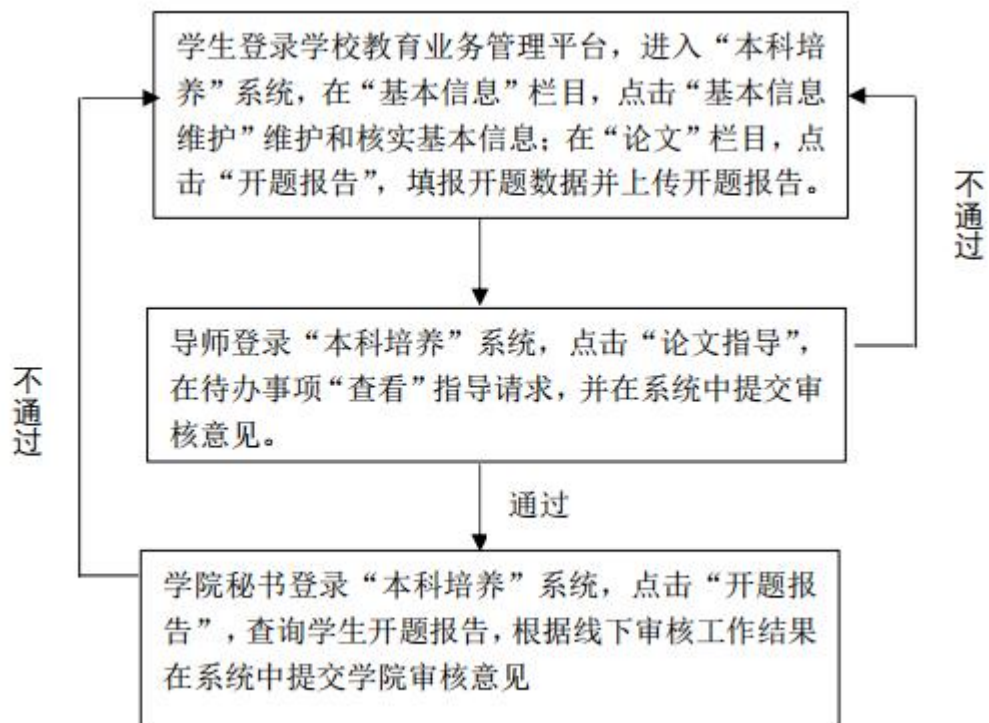 学生登录学校教育业务管理平台，进入“本科培
养”系统，在“基本信息”栏目，点击“基本信息
维护”维护和核实基本信息；在“论文”栏目，点
击“开题报告”，填报开题数据并上传开题报告。
不通过
导师登录“本科培养”系统，点击“论文指导”，
在待办事项“查看”指导请求，并在系统中提交审
核意见。
不通过
通过
学院秘书登录“本科培养”系统，点击“开题报
告”，查询学生开题报告，根据线下审核工作结果
在系统中提交学院审核意见